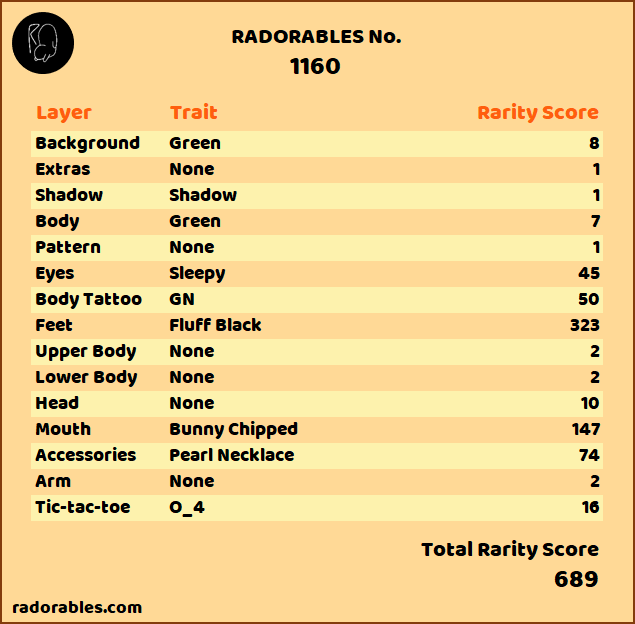 RADORABLES No.
1160
Layer Trait Rarity Score
Background Green 8
Extras None 1
Shadow Shadow 1
Body Green 7
Pattern None 1
Eyes Sleepy 45
Body Tattoo GN 50
Feet Fluff Black 323
Upper Body None 2
Lower Body None 2
Head None 10
Mouth Bunny Chipped 147
Accessories Pearl Necklace 74
Arm None 2
Tic-tac-toe O_4 16
Total Rarity Score
689
radorables.com